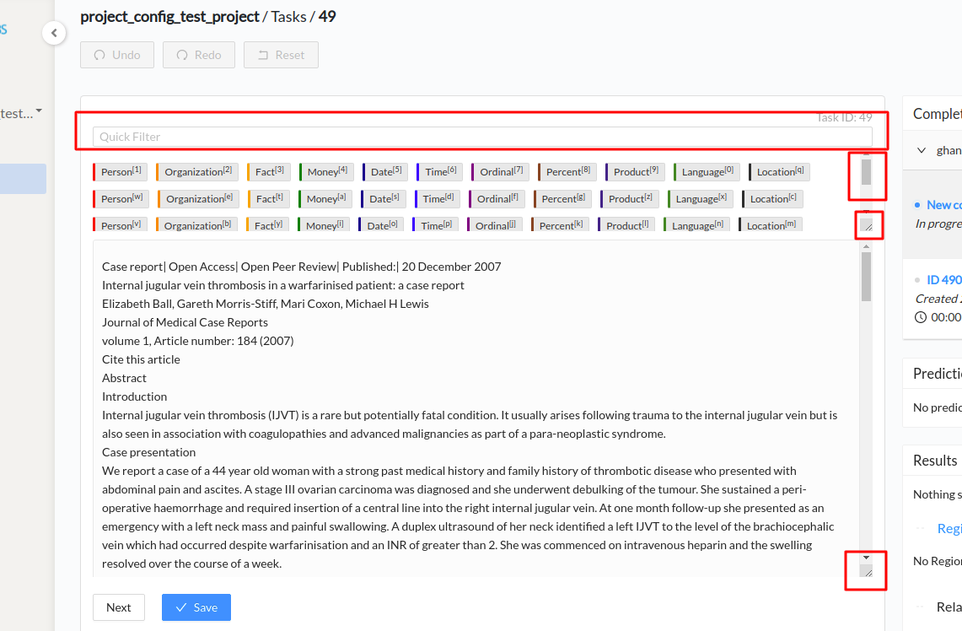 project_config_test_project / Tasks / 49
Undo
Redo
Reset
test...
Task ID: 49
Quick Filter
Person[1] Organization[2] Fact[3] Money[4] Date[5] Time[6] Ordinal[7] Percent[8] Product[9] Language[0] Location[q]
Person[w] Organization[e] Fact[t] Money[a] Date[s] Time[d] Ordinal[f] Percent[g] Product[z] Language[x] Location[c]
Person[v] Organization[b] Fact[y] Money[i] Date[o] Time[p] Ordinal[j] Percent[k] Product[l] Language[n] Location[m]
Case report| Open Access| Open Peer Review| Published:| 20 December 2007
Internal jugular vein thrombosis in a warfarinised patient: a case report
Elizabeth Ball, Gareth Morris-Stiff, Mari Coxon, Michael H Lewis
Journal of Medical Case Reports
volume 1, Article number: 184 (2007)
Cite this article
Abstract
Introduction
Internal jugular vein thrombosis (IJVT) is a rare but potentially fatal condition. It usually arises following trauma to the internal jugular vein but is
also seen in association with coagulopathies and advanced malignancies as part of a para-neoplastic syndrome.
Case presentation
We report a case of a 44 year old woman with a strong past medical history and family history of thrombotic disease who presented with
abdominal pain and ascites. A stage III ovarian carcinoma was diagnosed and she underwent debulking of the tumour. She sustained a peri-
operative haemorrhage and required insertion of a central line into the right internal jugular vein. At one month follow-up she presented as an
emergency with a left neck mass and painful swallowing. A duplex ultrasound of her neck identified a left IJVT to the level of the brachiocephalic
vein which had occurred despite warfarinisation and an INR of greater than 2. She was commenced on intravenous heparin and the swelling
resolved over the course of a week.
Next
Save
Complet
ghan
New co
In progre
ID 490
Created
00:00
Predicti
No predic
Results
Nothing s
Regi
No Region
Rela